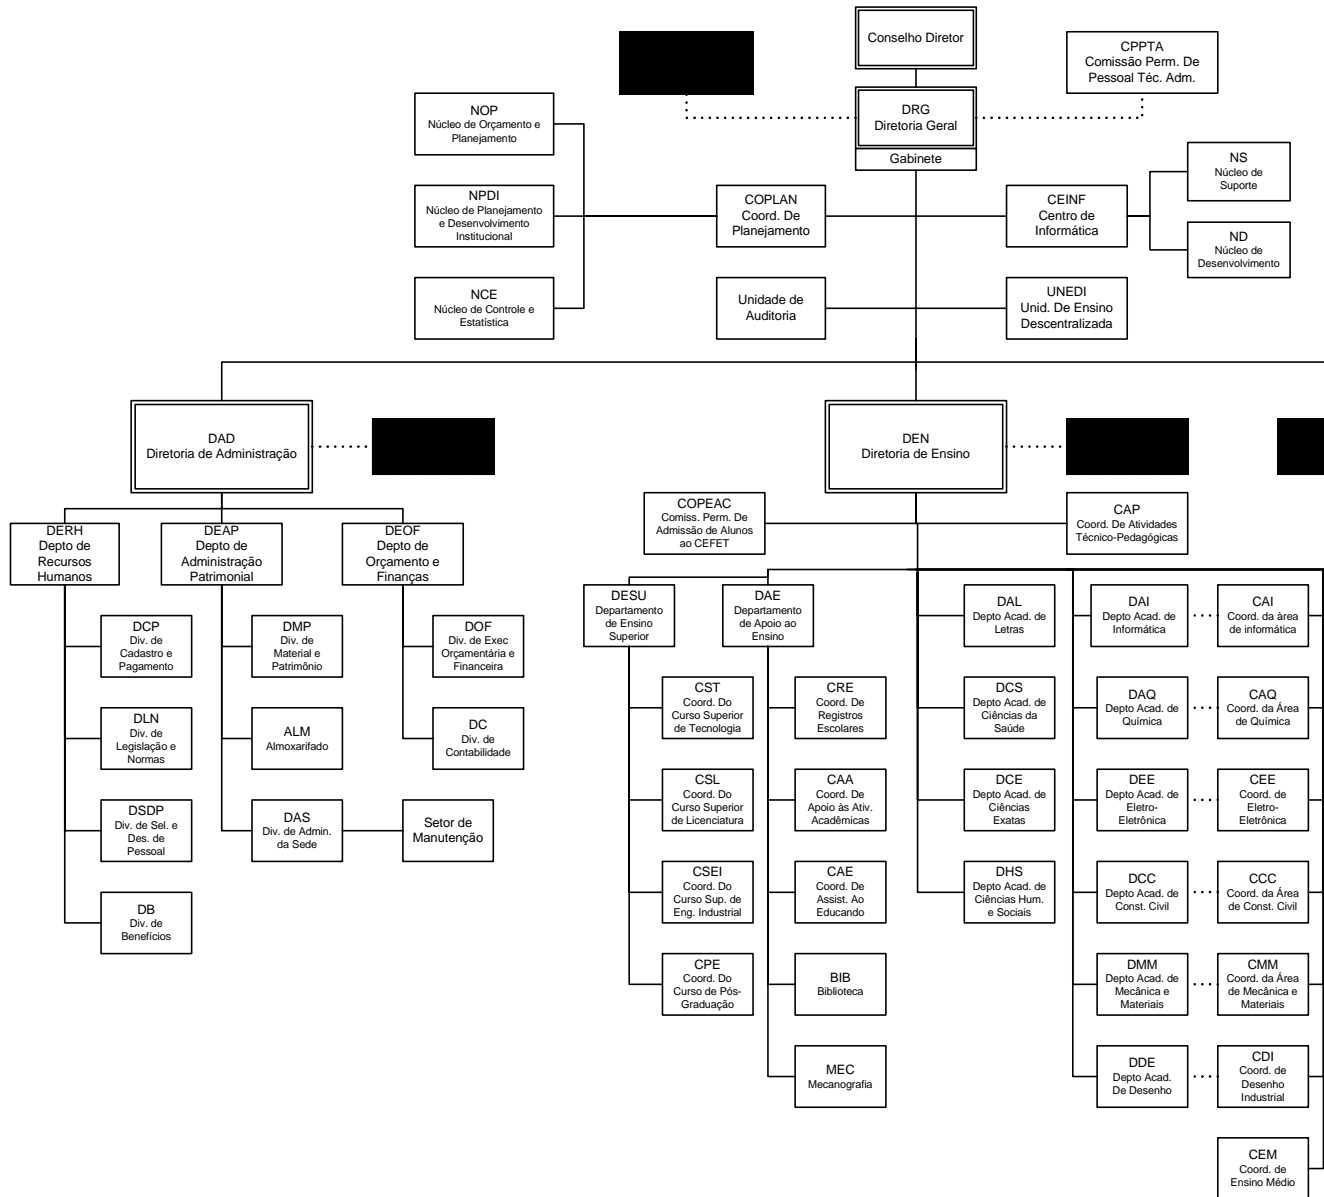 Conselho Diretor
CPPTA
Comissão Perm. De
Pessoal Téc. Adm.
DRG
Diretoria Geral
Gabinete
NOP
Núcleo de Orçamento e
Planejamento
NS
Núcleo de
Suporte
NPDI
Núcleo de Planejamento
e Desenvolvimento
Institucional
COPLAN
Coord. De
Planejamento
CEINF
Centro de
Informática
ND
Núcleo de
Desenvolvimento
NCE
Núcleo de Controle e
Estatística
Unidade de
Auditoria
UNEDI
Unid. De Ensino
Descentralizada
DAD
Diretoria de Administração
DEN
Diretoria de Ensino
COPEAC
Comiss. Perm. De
Admissão de Alunos
ao CEFET
CAP
Coord. De Atividades
Técnico-Pedagógicas
DERH
Depto de
Recursos
Humanos
DEAP
Depto de
Administração
Patrimonial
DEOF
Depto de
Orçamento e
Finanças
DESU
Departamento
de Ensino
Superior
DAE
Departamento
de Apoio ao
Ensino
DAL
Depto Acad. de
Letras
DAI
Depto Acad. de
Informática
CAI
Coord. da àrea
de informática
DCP
Div. de
Cadastro e
Pagamento
DMP
Div. de
Material e
Patrimônio
DOF
Div. de Exec
Orçamentária e
Financeira
CST
Coord. Do
Curso Superior
de Tecnologia
CRE
Coord. De
Registros
Escolares
DCS
Depto Acad. de
Ciências da
Saúde
DAQ
Depto Acad. de
Química
CAQ
Coord. da Área
de Química
DLN
Div. de
Legislação e
Normas
ALM
Almoxarifado
DC
Div. de
Contabilidade
CSL
Coord. Do
Curso Superior
de Licenciatura
CAA
Coord. De
Apoio às Ativ.
Acadêmicas
DCE
Depto Acad. de
Ciências
Exatas
DEE
Depto Acad. de
Eletro-
Eletrônica
CEE
Coord. de
Eletro-
Eletrônica
DSDP
Div. de Sel. e
Des. de
Pessoal
DAS
Div. de Admin.
da Sede
Setor de
Manutenção
CSEI
Coord. Do
Curso Sup. de
Eng. Industrial
CAE
Coord. De
Assist. Ao
Educando
DHS
Depto Acad. de
Ciências Hum.
e Sociais
DCC
Depto Acad. de
Const. Civil
CCC
Coord. da Área
de Const. Civil
DB
Div. de
Benefícios
CPE
Coord. Do
Curso de Pós-
Graduação
BIB
Biblioteca
DMM
Depto Acad. de
Mecânica e
Materiais
CMM
Coord. da Área
de Mecânica e
Materiais
MEC
Mecanografia
DDE
Depto Acad.
De Desenho
CDI
Coord. de
Desenho
Industrial
CEM
Coord. de
Ensino Médio